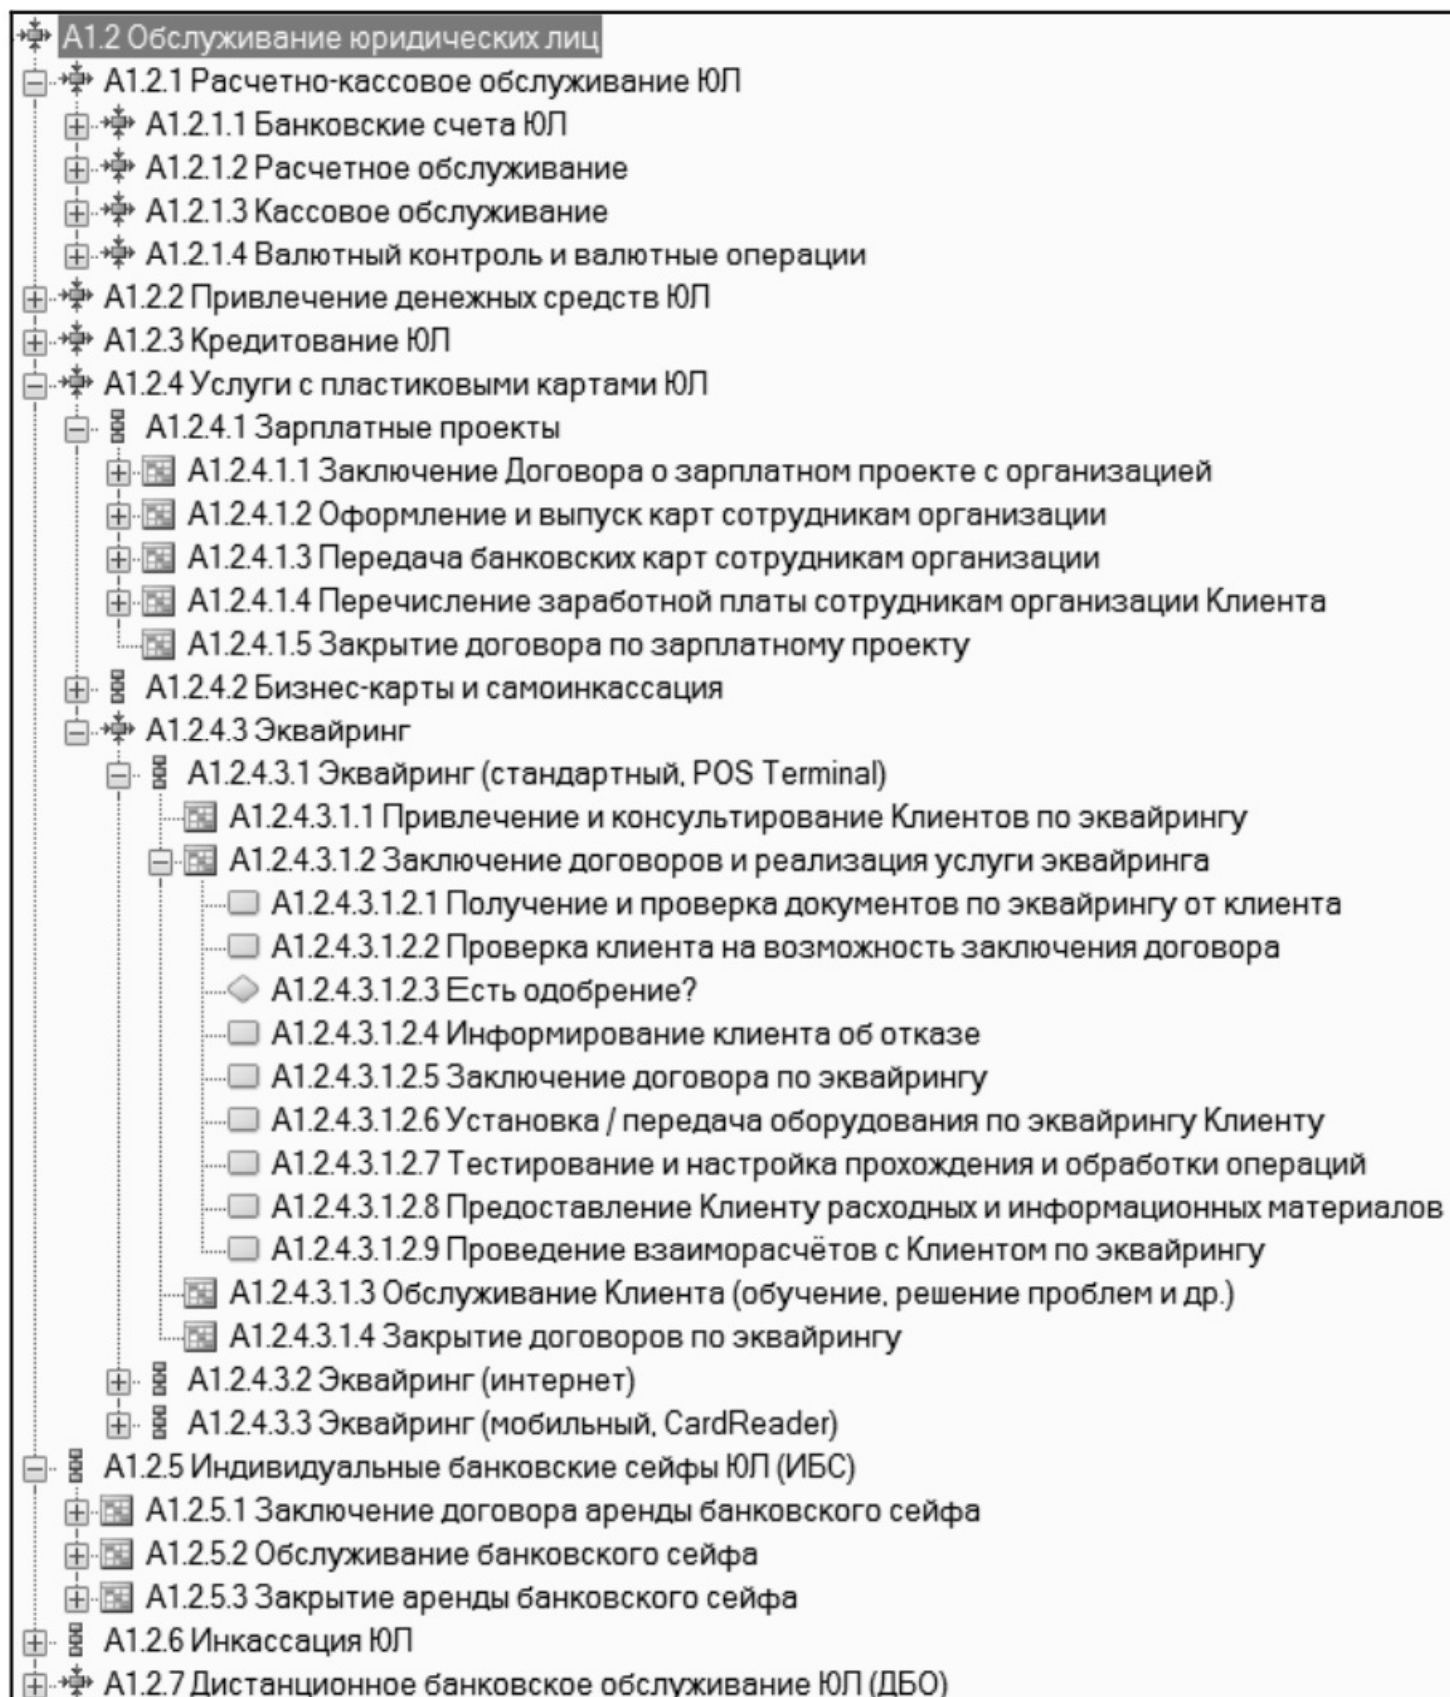 А1.2 Обслуживание юридических лиц
А1.2.1 Расчетно-кассовое обслуживание ЮЛ
А1.2.1.1 Банковские счета ЮЛ
А1.2.1.2 Расчетное обслуживание
А1.2.1.3 Кассовое обслуживание
А1.2.1.4 Валютный контроль и валютные операции
А1.2.2 Привлечение денежных средств ЮЛ
А1.2.3 Кредитование ЮЛ
А1.2.4 Услуги с пластиковыми картами ЮЛ
А1.2.4.1 Зарплатные проекты
А1.2.4.1.1 Заключение Договора о зарплатном проекте с организацией
А1.2.4.1.2 Оформление и выпуск карт сотрудникам организации
А1.2.4.1.3 Передача банковских карт сотрудникам организации
А1.2.4.1.4 Перечисление заработной платы сотрудникам организации Клиента
А1.2.4.1.5 Закрытие договора по зарплатному проекту
А1.2.4.2 Бизнес-карты и самоинкассация
А1.2.4.3 Эквайринг
А1.2.4.3.1 Эквайринг (стандартный, POS Terminal)
А1.2.4.3.1.1 Привлечение и консультирование Клиентов по эквайрингу
А1.2.4.3.1.2 Заключение договоров и реализация услуги эквайринга
А1.2.4.3.1.2.1 Получение и проверка документов по эквайрингу от клиента
А1.2.4.3.1.2.2 Проверка клиента на возможность заключения договора
А1.2.4.3.1.2.3 Есть одобрение?
А1.2.4.3.1.2.4 Информирование клиента об отказе
А1.2.4.3.1.2.5 Заключение договора по эквайрингу
А1.2.4.3.1.2.6 Установка / передача оборудования по эквайрингу Клиенту
А1.2.4.3.1.2.7 Тестирование и настройка прохождения и обработки операций
А1.2.4.3.1.2.8 Предоставление Клиенту расходных и информационных материалов
А1.2.4.3.1.2.9 Проведение взаиморасчётов с Клиентом по эквайрингу
А1.2.4.3.1.3 Обслуживание Клиента (обучение, решение проблем и др.)
А1.2.4.3.1.4 Закрытие договоров по эквайрингу
А1.2.4.3.2 Эквайринг (интернет)
А1.2.4.3.3 Эквайринг (мобильный, CardReader)
А1.2.5 Индивидуальные банковские сейфы ЮЛ (ИБС)
А1.2.5.1 Заключение договора аренды банковского сейфа
А1.2.5.2 Обслуживание банковского сейфа
А1.2.5.3 Закрытие аренды банковского сейфа
А1.2.6 Инкассация ЮЛ
А1.2.7 Дистанционное банковское обслуживание ЮЛ (ДБО)